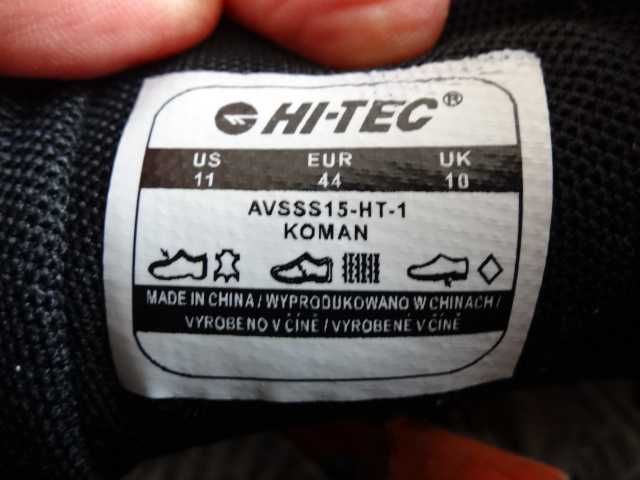 HI-TEC®
US EUR UK
11 44 10
AVSSS15-HT-1
KOMAN
MADE IN CHINA / WYPRODUKOWANO W CHINACH /
VYROBENO V ČÍNĚ / VYROBENÉ V ČÍNĚ